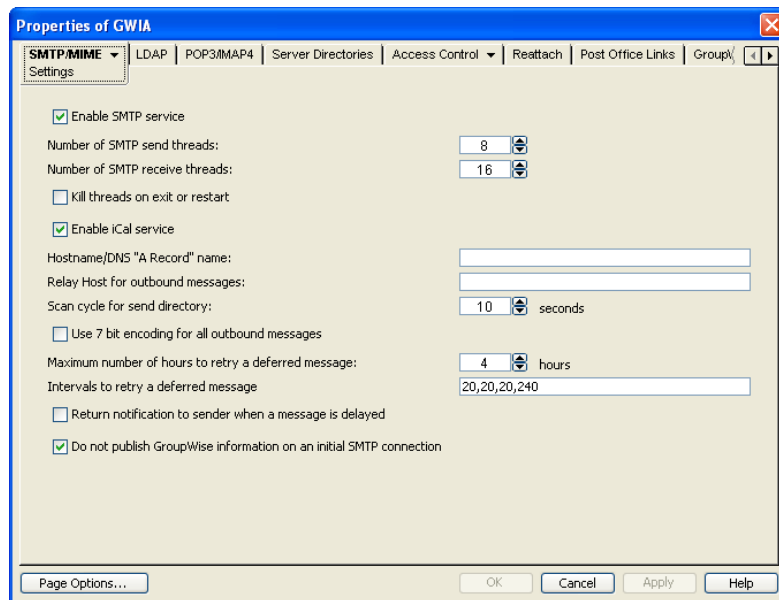 Properties of GWIA
SMTP/MIME LDAP POP3/IMAP4 Server Directories Access Control Reattach Post Office Links
Settings
Enable SMTP service
Number of SMTP send threads: 8
Number of SMTP receive threads: 16
Kill threads on exit or restart
Enable iCal service
Hostname/DNS "A Record" name:
Relay Host for outbound messages:
Scan cycle for send directory: 10 seconds
Use 7 bit encoding for all outbound messages
Maximum number of hours to retry a deferred message: 4 hours
Intervals to retry a deferred message 20,20,20,240
Return notification to sender when a message is delayed
Do not publish GroupWise information on an initial SMTP connection
Page Options... OK Cancel Apply Help